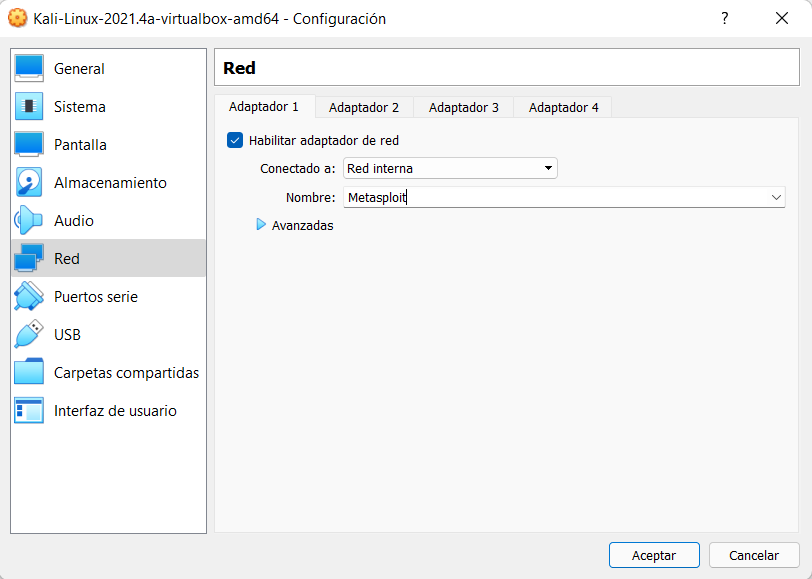 Kali-Linux-2021.4a-virtualbox-amd64 - Configuración
?
General
Sistema
Pantalla
Almacenamiento
Audio
Red
Puertos serie
USB
Carpetas compartidas
Interfaz de usuario
Red
Adaptador 1 Adaptador 2 Adaptador 3 Adaptador 4
Habilitar adaptador de red
Conectado a: Red interna
Nombre: Metasploit
Avanzadas
Aceptar Cancelar